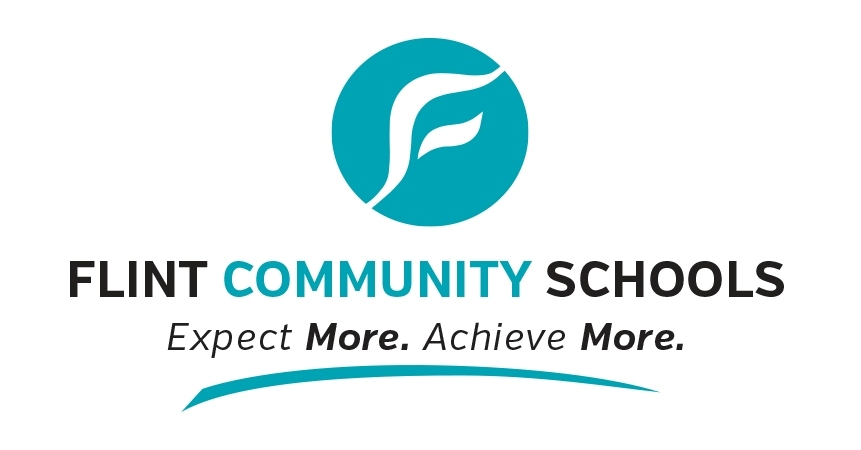 FLINT COMMUNITY SCHOOLS
Expect More. Achieve More.